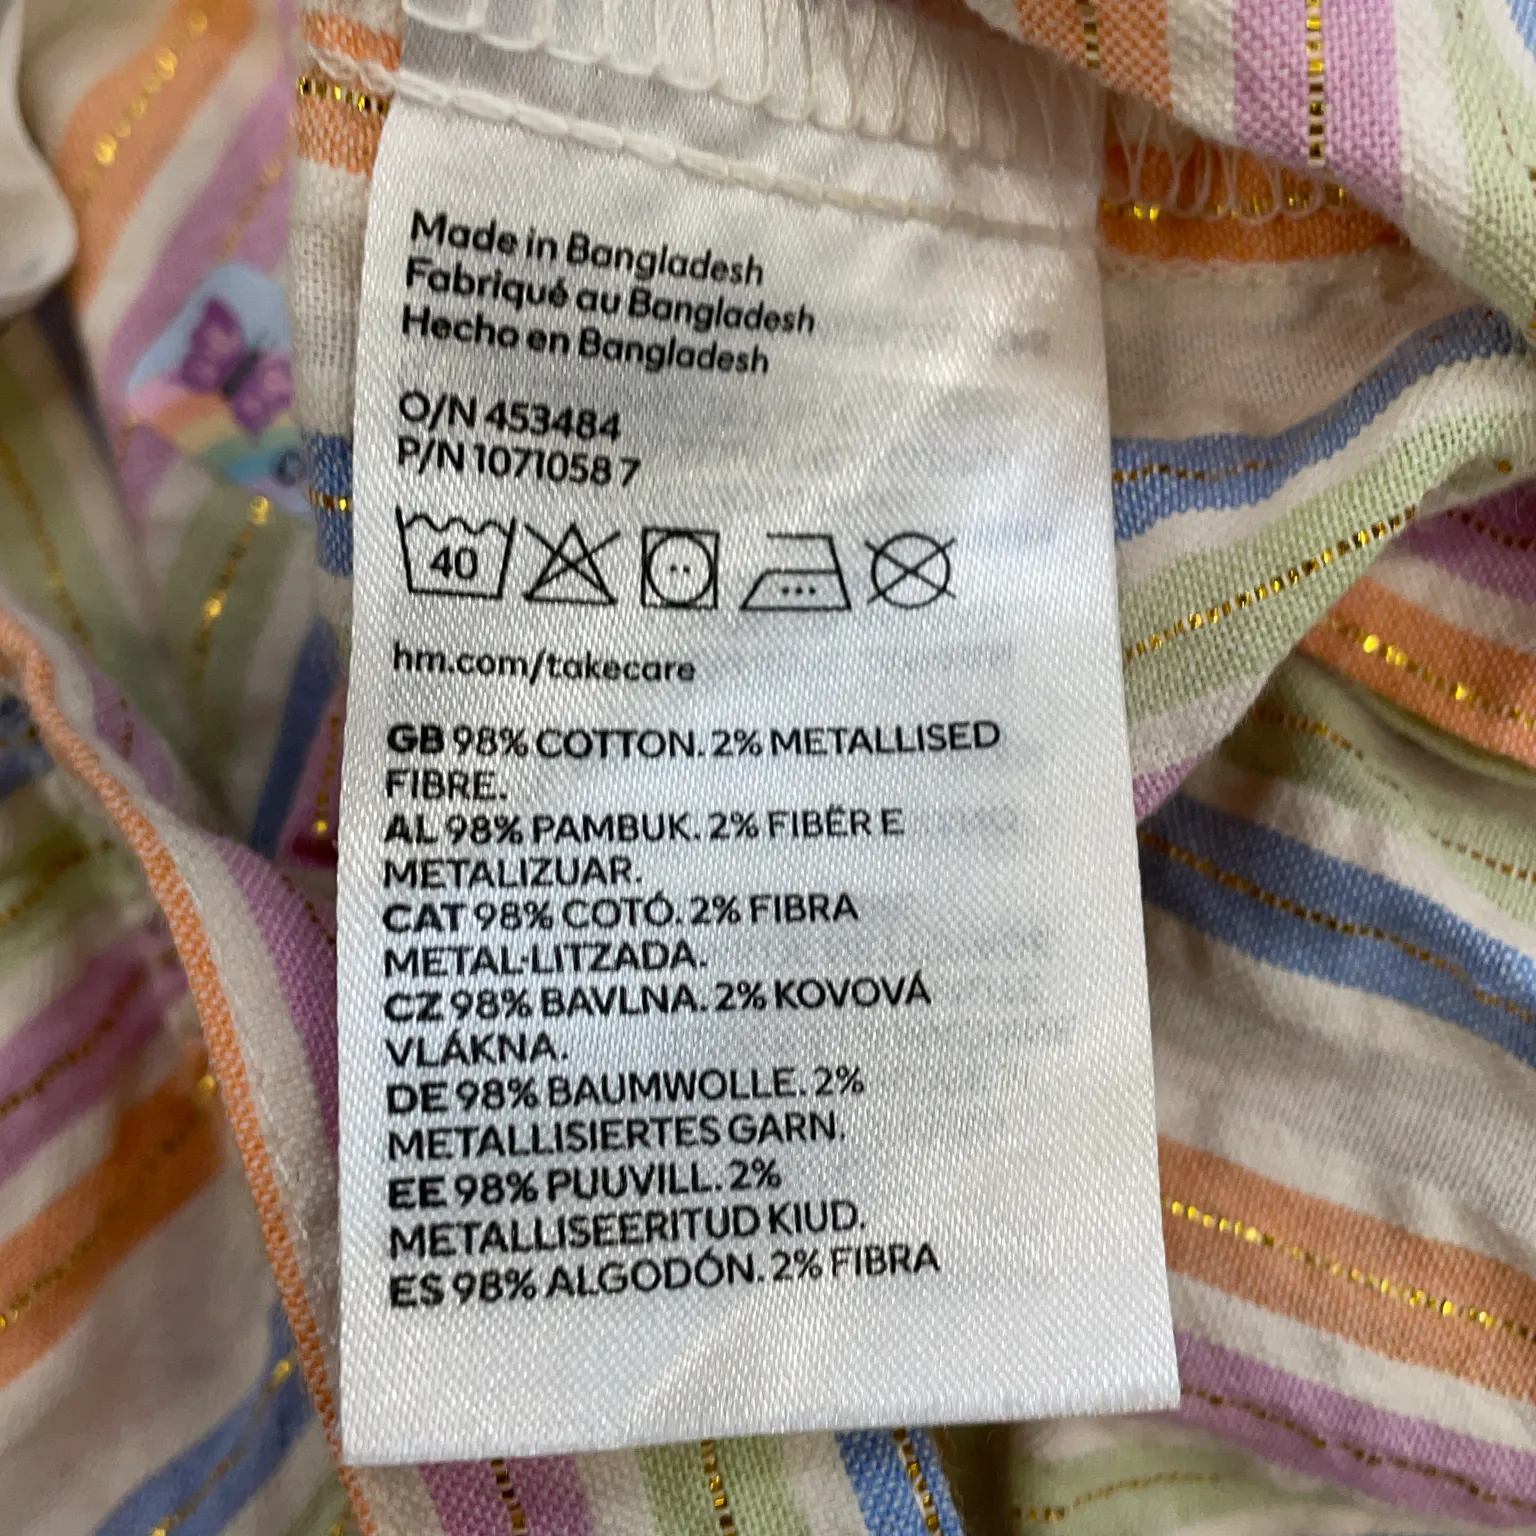 Made in Bangladesh
Fabriqué au Bangladesh
Hecho en Bangladesh
O/N 453484
P/N 10710587
40
hm.com/takecare
GB 98% COTTON. 2% METALLISED
FIBRE.
AL 98% PAMBUK. 2% FIBËR E
METALIZUAR.
CAT 98% COTÓ. 2% FIBRA
METAL·LITZADA.
CZ 98% BAVLNA. 2% KOVOVÁ
VLÁKNA.
DE 98% BAUMWOLLE. 2%
METALLISIERTES GARN.
EE 98% PUUVILL. 2%
METALLISEERITUD KIUD.
ES 98% ALGODÓN. 2% FIBRA